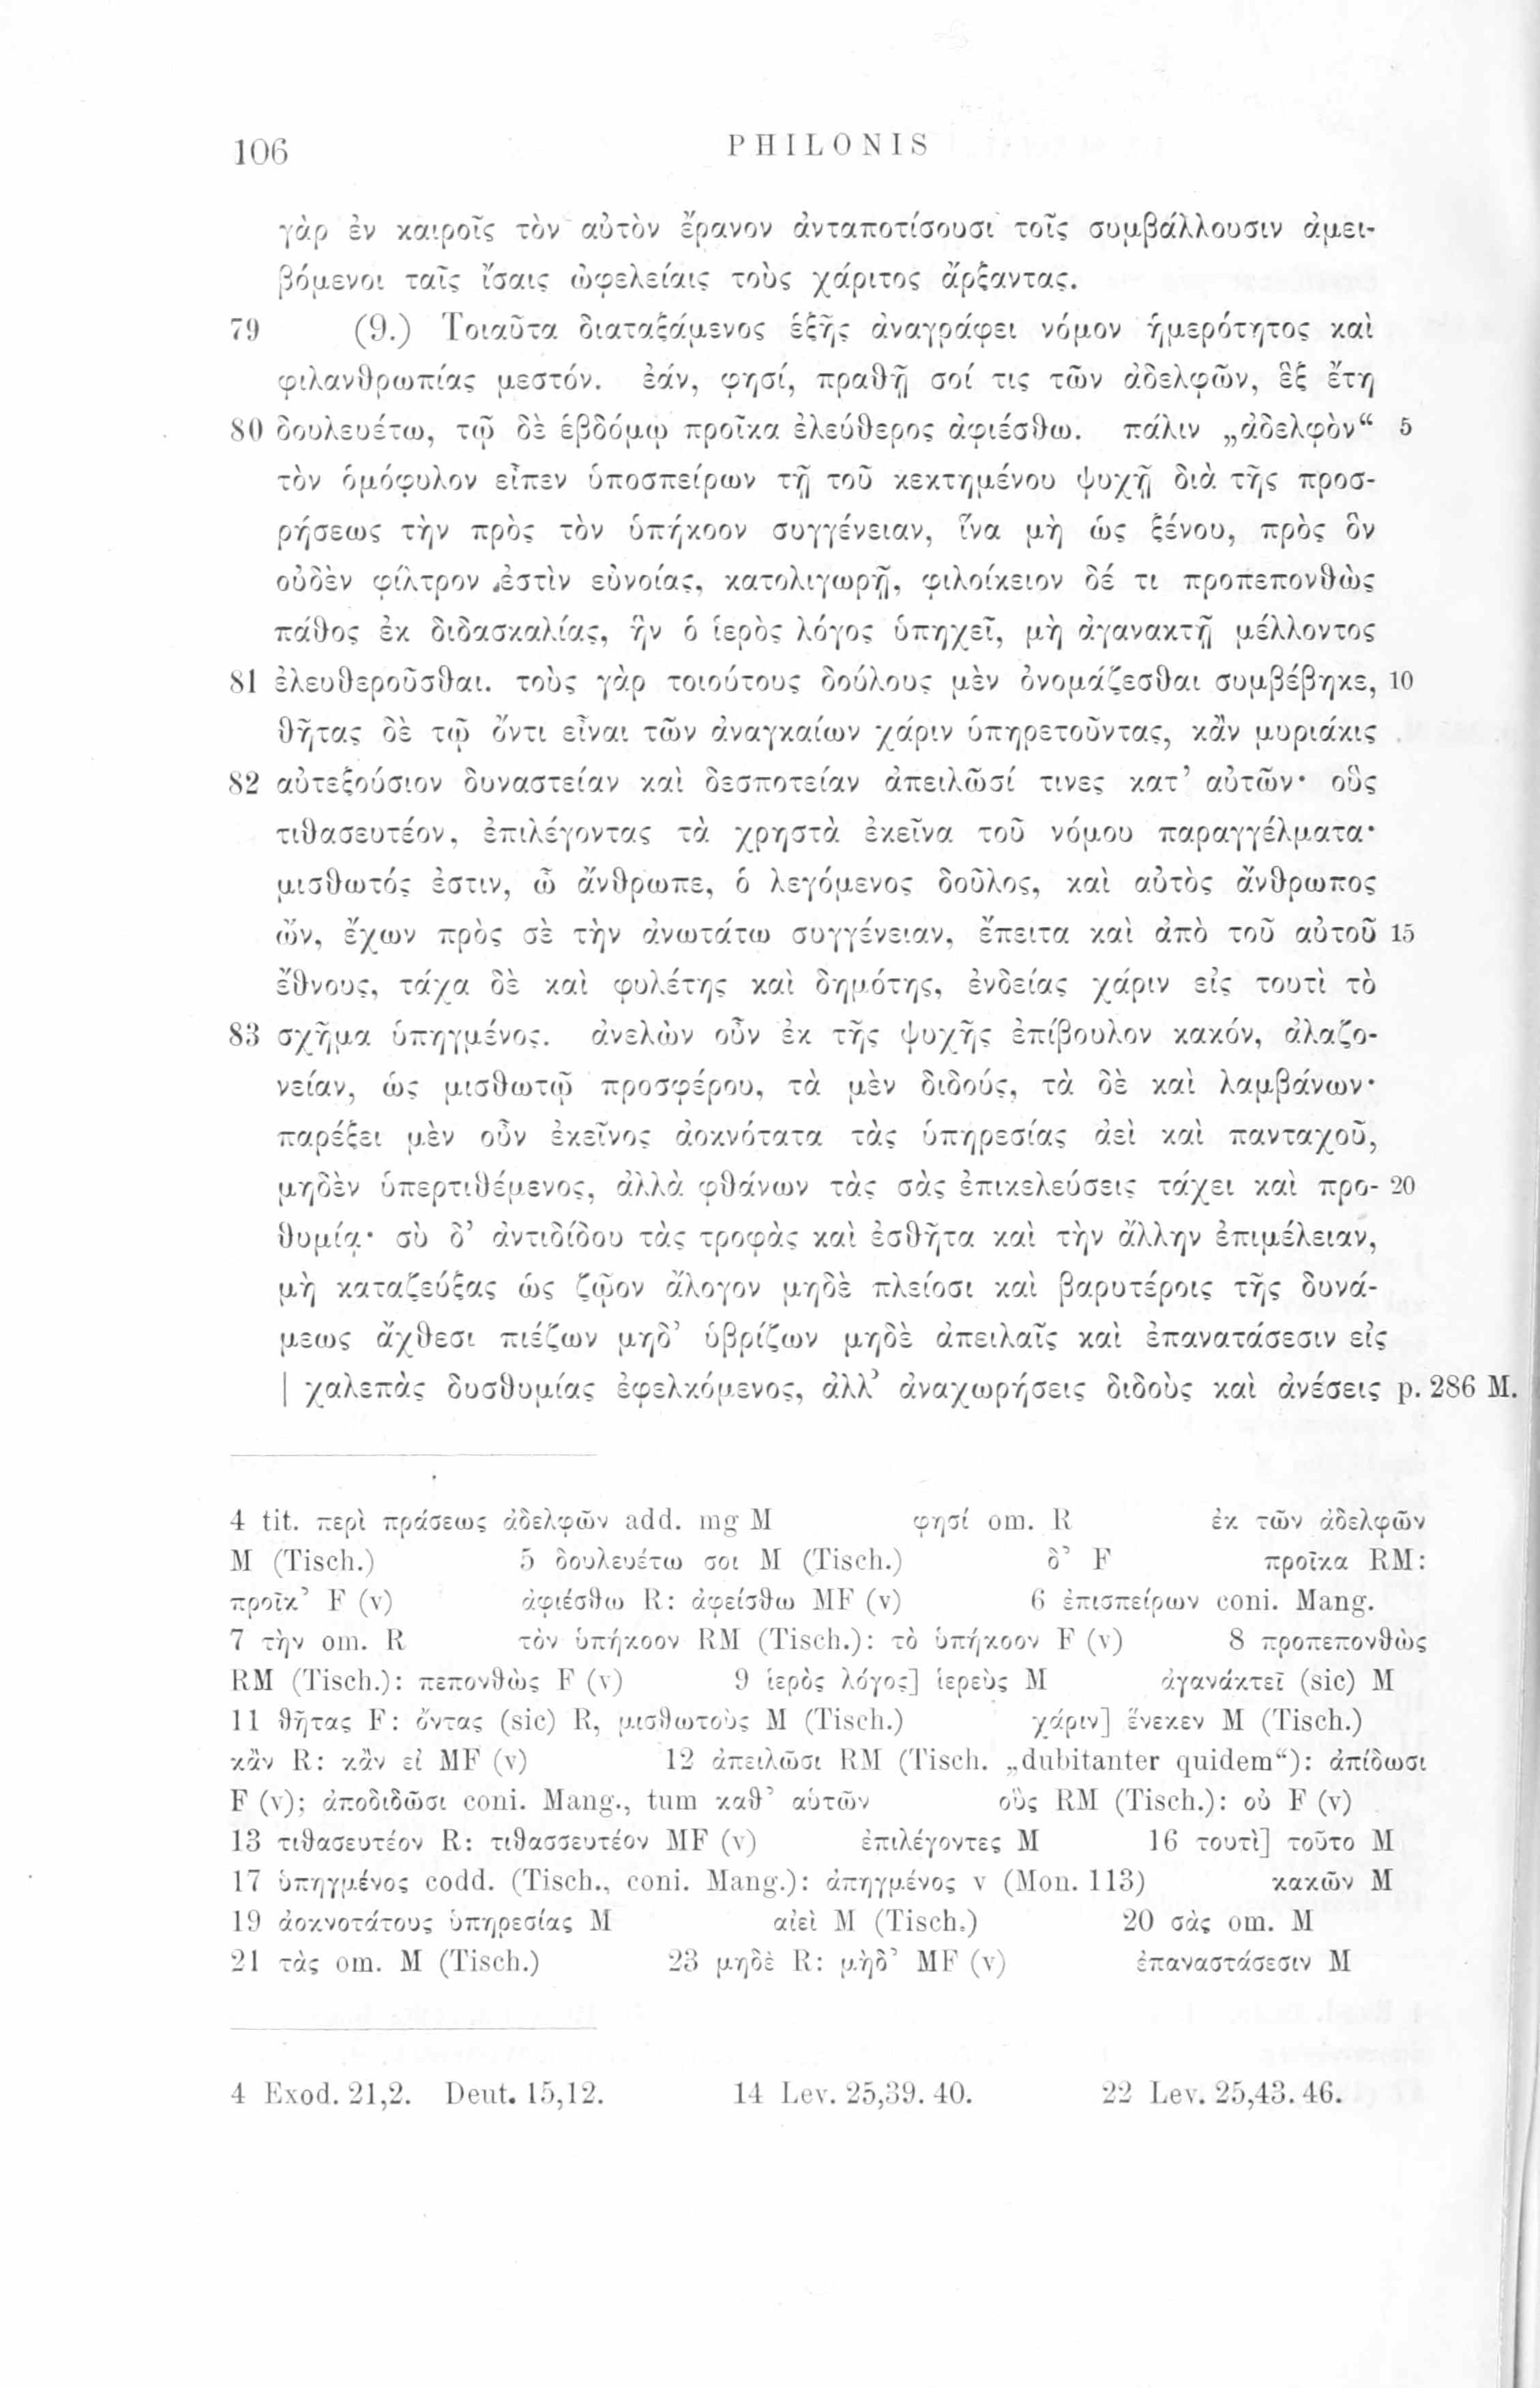 106 PHILONIS
γὰρ ἐν καιροῖς τὸν αὐτὸν ἔρανον ἀνταποτίσουσι τοῖς συμβάλλουσιν ἀμει-
βόμενοι ταῖς ἴσαις ὠφελείαις τοὺς χάριτος ἄρξαντας.
79 (9.) Τοιαῦτα διαταξάμενος ἑξῆς ἀναγράφει νόμον ἡμερότητος καὶ
φιλανϑρωπίας μεστόν. ἐάν, φησί, πραϑῇ σοί τις τῶν ἀδελφῶν, ἓξ ἔτη
80 δουλευέτω, τῷ δὲ ἑβδόμῳ προῖκα ἐλεύϑερος ἀφιέσϑω. πάλιν „ἀδελφὸν“ 5
τὸν ὁμόφυλον εἶπεν ὑποσπείρων τῇ τοῦ κεκτημένου ψυχῇ διὰ τῆς προσ-
ρήσεως τὴν πρὸς τὸν ὑπήκοον συγγένειαν, ἵνα μὴ ὡς ξένου, πρὸς ὃν
οὐδὲν φίλτρον ἐστὶν εὐνοίας, κατολιγωρῇ, φιλοίκειον δέ τι προπεπονϑὼς
πάϑος ἐκ διδασκαλίας, ἣν ὁ ἱερὸς λόγος ὑπηχεῖ, μὴ ἀγανακτῇ μέλλοντος
81 ἐλευϑεροῦσϑαι. τοὺς γὰρ τοιούτους δούλους μὲν ὀνομάζεσϑαι συμβέβηκε, 10
ϑῆτας δὲ τῷ ὄντι εἶναι τῶν ἀναγκαίων χάριν ὑπηρετοῦντας, κἂν μυριάκις
82 αὐτεξούσιον δυναστείαν καὶ δεσποτείαν ἀπειλῶσί τινες κατ’ αὐτῶν· οὓς
τιϑασευτέον, ἐπιλέγοντας τὰ χρηστὰ ἐκεῖνα τοῦ νόμου παραγγέλματα·
μισϑωτός ἐστιν, ὦ ἄνϑρωπε, ὁ λεγόμενος δοῦλος, καὶ αὐτὸς ἄνϑρωπος
ὤν, ἔχων πρὸς σὲ τὴν ἀνωτάτω συγγένειαν, ἔπειτα καὶ ἀπὸ τοῦ αὐτοῦ 15
ἔϑνους, τάχα δὲ καὶ φυλέτης καὶ δημότης, ἐνδείας χάριν εἰς τουτὶ τὸ
83 σχῆμα ὑπηγμένος. ἀνελὼν οὖν ἐκ τῆς ψυχῆς ἐπίβουλον κακόν, ἀλαζο-
νείαν, ὡς μισϑωτῷ προσφέρου, τὰ μὲν διδούς, τὰ δὲ καὶ λαμβάνων·
παρέξει μὲν οὖν ἐκεῖνος ἀοκνότατα τὰς ὑπηρεσίας ἀεὶ καὶ πανταχοῦ,
μηδὲν ὑπερτιϑέμενος, ἀλλὰ φϑάνων τὰς σὰς ἐπικελεύσεις τάχει καὶ προ- 20
ϑυμίᾳ· σὺ δ’ ἀντιδίδου τὰς τροφὰς καὶ ἐσϑῆτα καὶ τὴν ἄλλην ἐπιμέλειαν,
μὴ καταζεύξας ὡς ζῷον ἄλογον μηδὲ πλείοσι καὶ βαρυτέροις τῆς δυνά-
μεως ἄχϑεσι πιέζων μηδ’ ὑβρίζων μηδὲ ἀπειλαῖς καὶ ἐπανατάσεσιν εἰς
| χαλεπὰς δυσϑυμίας ἐφελκόμενος, ἀλλ’ ἀναχωρήσεις διδοὺς καὶ ἀνέσεις p. 286 M.
4 tit. περὶ πράσεως ἀδελφῶν add. mg M φησί om. R ἐκ τῶν ἀδελφῶν
M (Tisch.) 5 δουλευέτω σοι M (Tisch.) δ’ F προῖκα RM:
προῖκ’ F (v) ἀφιέσϑω R: ἀφείσϑω MF (v) 6 ἐπισπείρων coni. Mang.
7 τὴν om. R τὸν ὑπήκοον RM (Tisch.): τὸ ὑπήκοον F (v) 8 προπεπονϑὼς
RM (Tisch.): πεπονϑὼς F (v) 9 ἱερὸς λόγος] ἱερεὺς M ἀγανάκτεῖ (sic) M
11 ϑῆτας F: ὄντας (sic) R, μισϑωτοὺς M (Tisch.) χάριν] ἕνεκεν M (Tisch.)
κἂν R: κἂν εἰ MF (v) 12 ἀπειλῶσι RM (Tisch. „dubitanter quidem“): ἀπίδωσι
F (v); ἀποδιδῶσι coni. Mang., tum καϑ’ αὑτῶν οὓς RM (Tisch.): οὐ F (v)
13 τιϑασευτέον R: τιϑασσευτέον MF (v) ἐπιλέγοντες M 16 τουτὶ] τοῦτο M
17 ὑπηγμένος codd. (Tisch., coni. Mang.): ἀπηγμένος v (Mon. 113) κακῶν M
19 ἀοκνοτάτους ὑπηρεσίας M αἰεὶ M (Tisch.) 20 σὰς om. M
21 τὰς om. M (Tisch.) 23 μηδὲ R: μὴδ’ MF (v) ἐπαναστάσεσιν M
4 Exod. 21,2. Deut. 15,12. 14 Lev. 25,39. 40. 22 Lev. 25,43. 46.